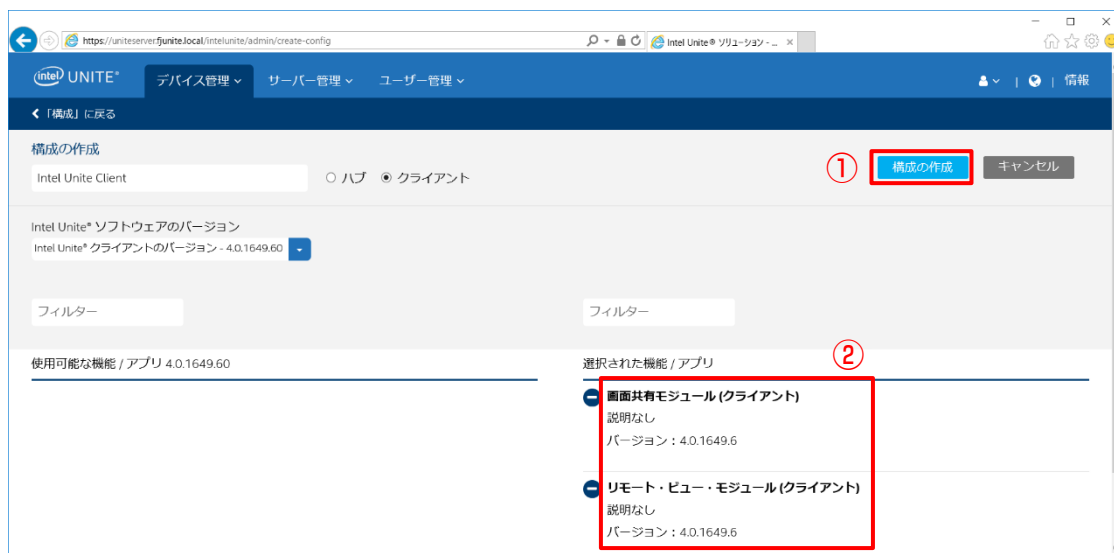 https://uniteserver.fjunite.local/intelunite/admin/create-config
Intel Unite® ソリューション - ...
intel UNITE®
デバイス管理
サーバー管理
ユーザー管理
情報
「構成」に戻る
構成の作成
Intel Unite Client
ハブ
クライアント
①
構成の作成
キャンセル
Intel Unite® ソフトウェアのバージョン
Intel Unite® クライアントのバージョン - 4.0.1649.60
フィルター
フィルター
使用可能な機能 / アプリ 4.0.1649.60
選択された機能 / アプリ
②
画面共有モジュール (クライアント)
説明なし
バージョン：4.0.1649.6
リモート・ビュー・モジュール (クライアント)
説明なし
バージョン：4.0.1649.6